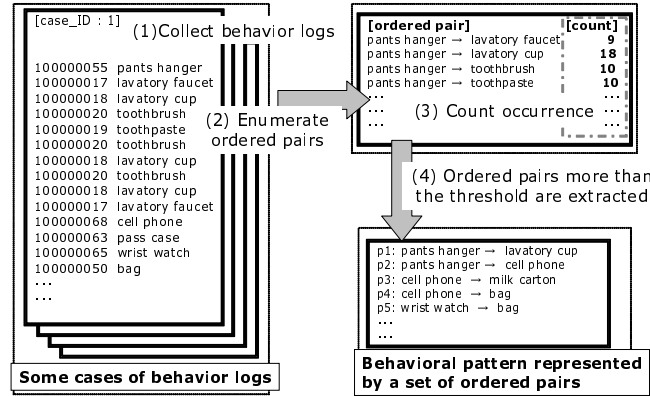 [case_ID : 1]
(1)Collect behavior logs
100000055 pants hanger
100000017 lavatory faucet
100000018 lavatory cup
100000020 toothbrush
100000019 toothpaste
100000020 toothbrush
100000018 lavatory cup
100000020 toothbrush
100000018 lavatory cup
100000017 lavatory faucet
100000068 cell phone
100000063 pass case
100000065 wrist watch
100000050 bag
...
...
Some cases of behavior logs
(2) Enumerate
ordered pairs
[ordered pair] [count]
pants hanger → lavatory faucet 9
pants hanger → lavatory cup 18
pants hanger → toothbrush 10
pants hanger → toothpaste 10
... ...
... ...
... ...
(3) Count occurrence
(4) Ordered pairs more than
the threshold are extracted
p1: pants hanger → lavatory cup
p2: pants hanger → cell phone
p3: cell phone → milk carton
p4: cell phone → bag
p5: wrist watch → bag
...
...
Behavioral pattern represented
by a set of ordered pairs